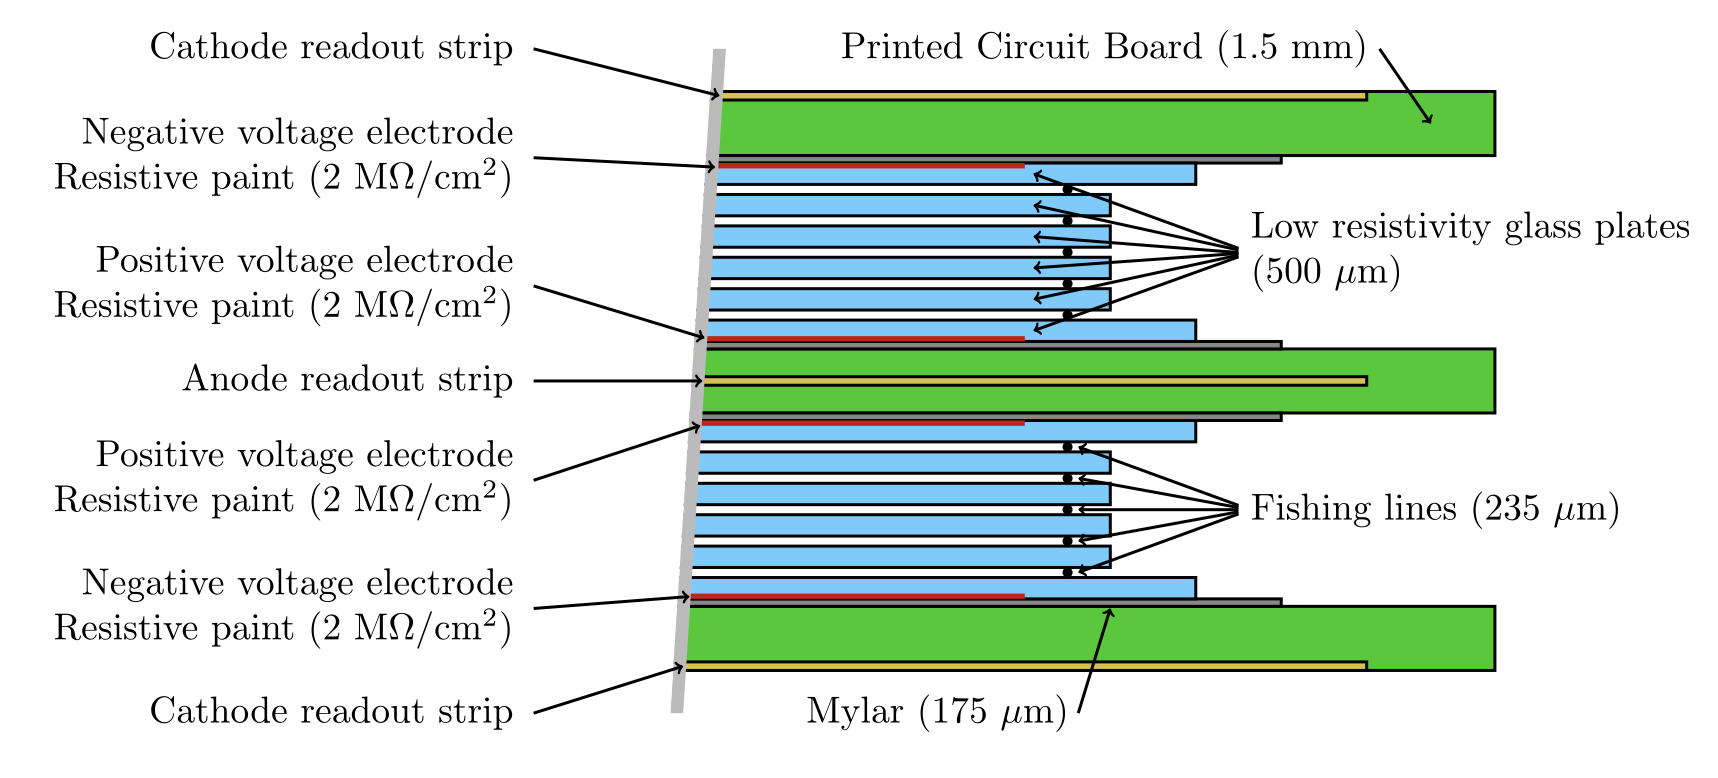 Cathode readout strip
Printed Circuit Board (1.5 mm)
Negative voltage electrode
Resistive paint (2 MΩ/cm²)
Low resistivity glass plates
(500 μm)
Positive voltage electrode
Resistive paint (2 MΩ/cm²)
Anode readout strip
Positive voltage electrode
Resistive paint (2 MΩ/cm²)
Fishing lines (235 μm)
Negative voltage electrode
Resistive paint (2 MΩ/cm²)
Cathode readout strip
Mylar (175 μm)